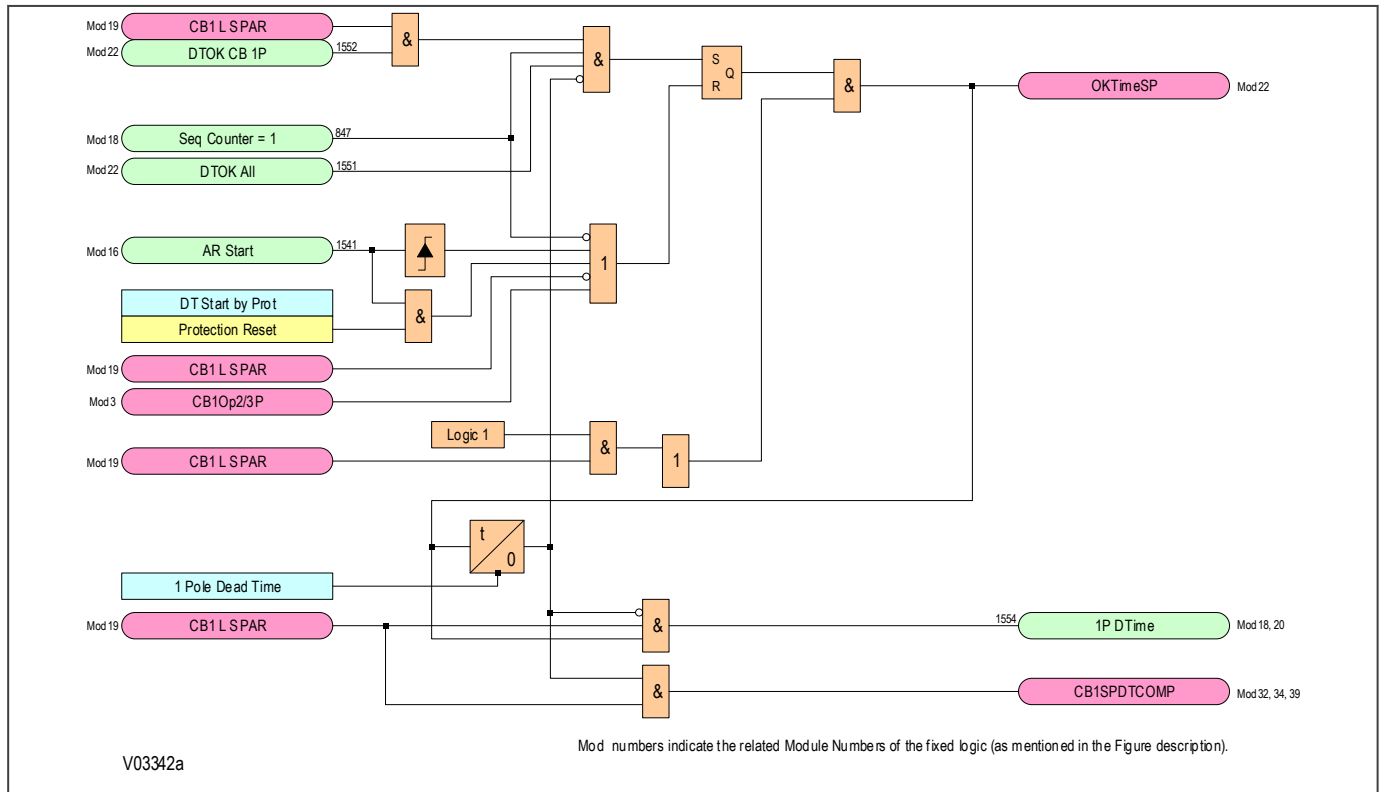 Mod 19 CB1 L SPAR
&
Mod 22 DTOK CB 1P 1552
&
S
Q
R
&
OKTimeSP Mod 22
Mod 18 Seq Counter = 1 847
Mod 22 DTOK All 1551
Mod 16 AR Start 1541
1
DT Start by Prot
&
Protection Reset
Mod 19 CB1 L SPAR
Mod 3 CB1Op2/3P
Logic 1
&
1
Mod 19 CB1 L SPAR
t
0
1 Pole Dead Time
Mod 19 CB1 L SPAR
&
1554 1P DTime Mod 18, 20
&
CB1SPDTCOMP Mod 32, 34, 39
Mod numbers indicate the related Module Numbers of the fixed logic (as mentioned in the Figure description).
V03342a